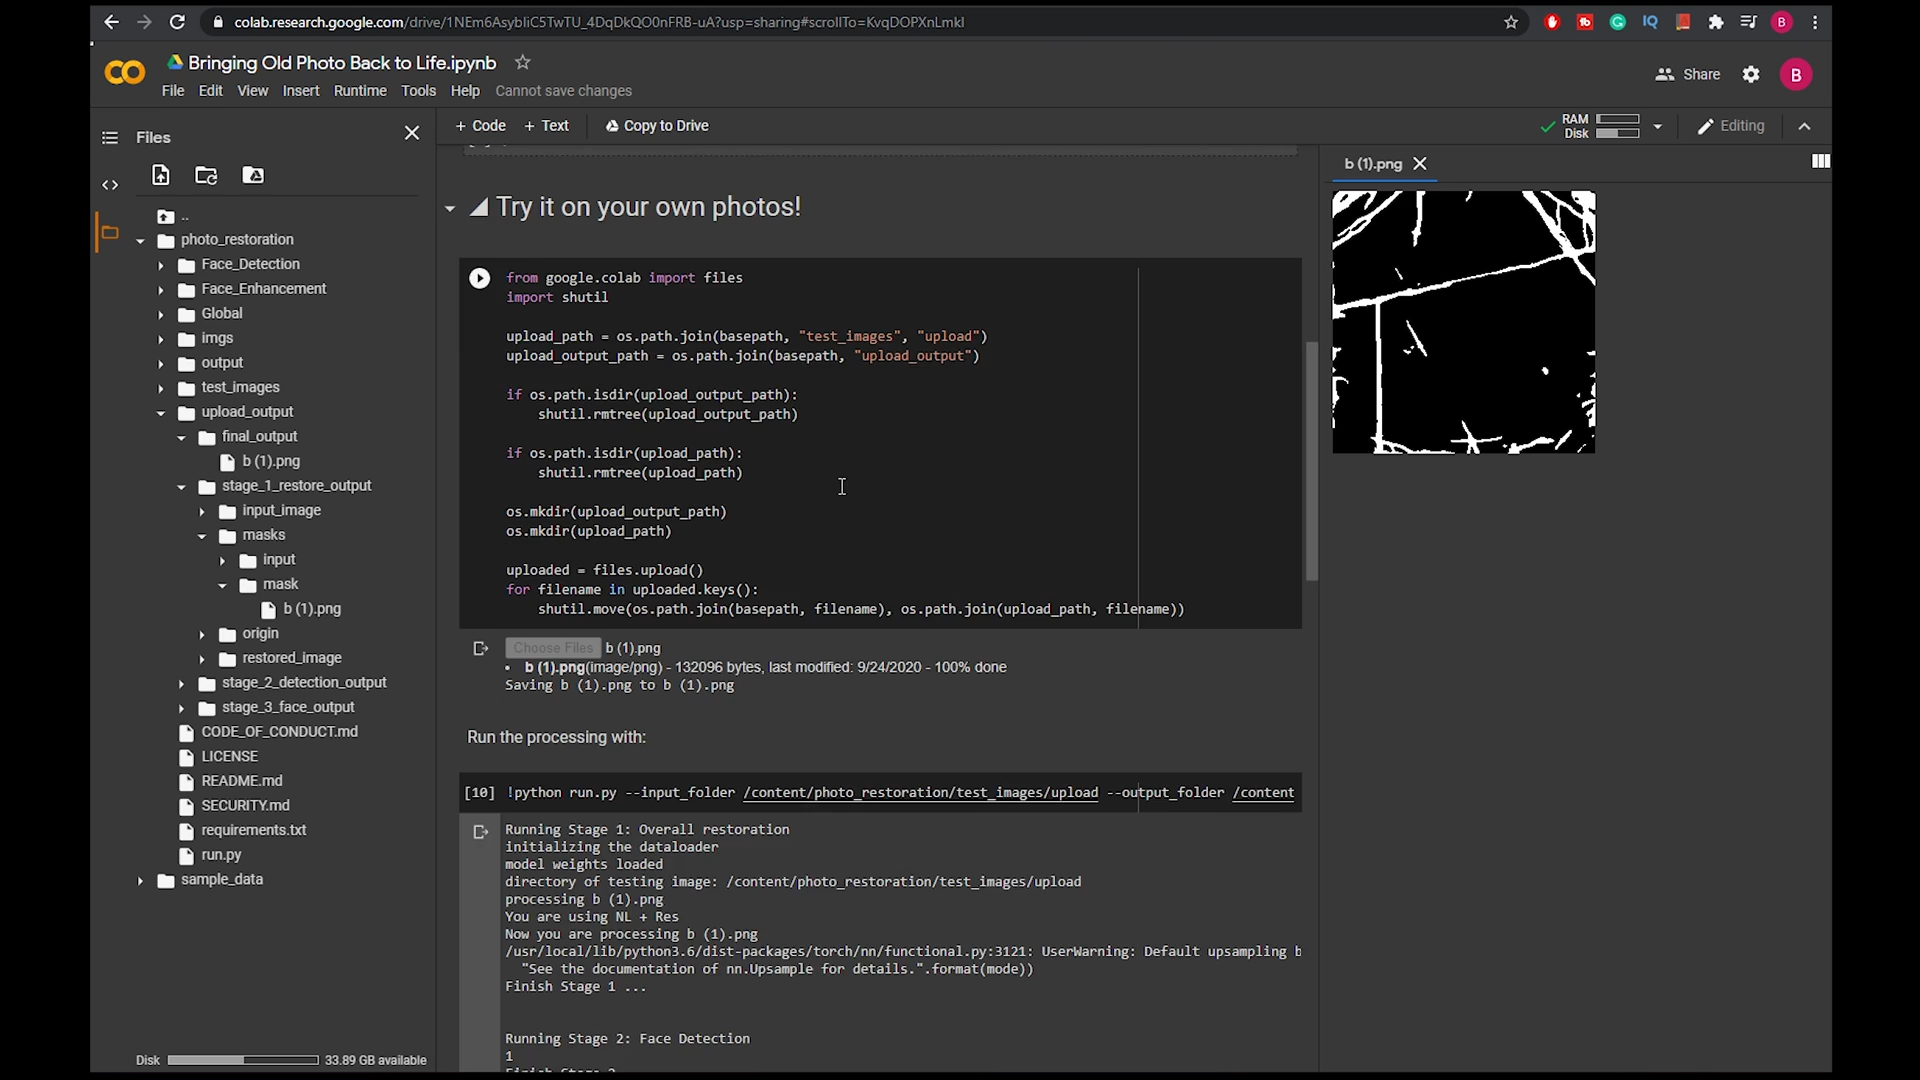 colab.research.google.com/drive/1NEm6AsybIiC5TwTU_4DqDkQO0nFRB-uA?usp=sharing#scrollTo=KvqDOPXnLmkI
Bringing Old Photo Back to Life.ipynb
File Edit View Insert Runtime Tools Help Cannot save changes
Share
B
Files
+ Code + Text Copy to Drive
RAM
Disk
Editing
..
photo_restoration
Face_Detection
Face_Enhancement
Global
imgs
output
test_images
upload_output
final_output
b (1).png
stage_1_restore_output
input_image
masks
input
mask
b (1).png
origin
restored_image
stage_2_detection_output
stage_3_face_output
CODE_OF_CONDUCT.md
LICENSE
README.md
SECURITY.md
requirements.txt
run.py
sample_data
Disk 33.89 GB available
Try it on your own photos!
from google.colab import files
import shutil
upload_path = os.path.join(basepath, "test_images", "upload")
upload_output_path = os.path.join(basepath, "upload_output")
if os.path.isdir(upload_output_path):
shutil.rmtree(upload_output_path)
if os.path.isdir(upload_path):
shutil.rmtree(upload_path)
os.mkdir(upload_output_path)
os.mkdir(upload_path)
uploaded = files.upload()
for filename in uploaded.keys():
shutil.move(os.path.join(basepath, filename), os.path.join(upload_path, filename))
Choose Files b (1).png
• b (1).png(image/png) - 132096 bytes, last modified: 9/24/2020 - 100% done
Saving b (1).png to b (1).png
Run the processing with:
[10] !python run.py --input_folder /content/photo_restoration/test_images/upload --output_folder /content
Running Stage 1: Overall restoration
initializing the dataloader
model weights loaded
directory of testing image: /content/photo_restoration/test_images/upload
processing b (1).png
You are using NL + Res
Now you are processing b (1).png
/usr/local/lib/python3.6/dist-packages/torch/nn/functional.py:3121: UserWarning: Default upsampling b
"See the documentation of nn.Upsample for details.".format(mode))
Finish Stage 1 ...
Running Stage 2: Face Detection
1
b (1).png